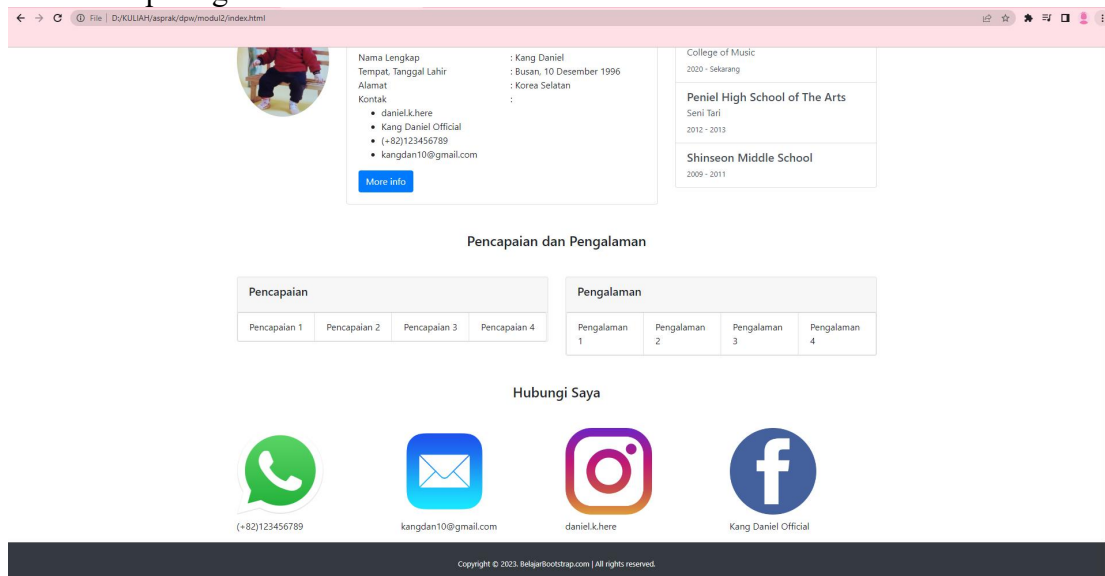 File | D:/KULIAH/asprak/dpw/modul2/index.html
Nama Lengkap : Kang Daniel
Tempat, Tanggal Lahir : Busan, 10 Desember 1996
Alamat : Korea Selatan
Kontak :
• daniel.k.here
• Kang Daniel Official
• (+82)123456789
• kangdan10@gmail.com
More info
College of Music
2020 - Sekarang
Peniel High School of The Arts
Seni Tari
2012 - 2013
Shinseon Middle School
2009 - 2011
Pencapaian dan Pengalaman
Pencapaian
Pencapaian 1 Pencapaian 2 Pencapaian 3 Pencapaian 4
Pengalaman
Pengalaman 1 Pengalaman 2 Pengalaman 3 Pengalaman 4
Hubungi Saya
(+82)123456789 kangdan10@gmail.com daniel.k.here Kang Daniel Official
Copyright © 2023. BelajarBootstrap.com | All rights reserved.